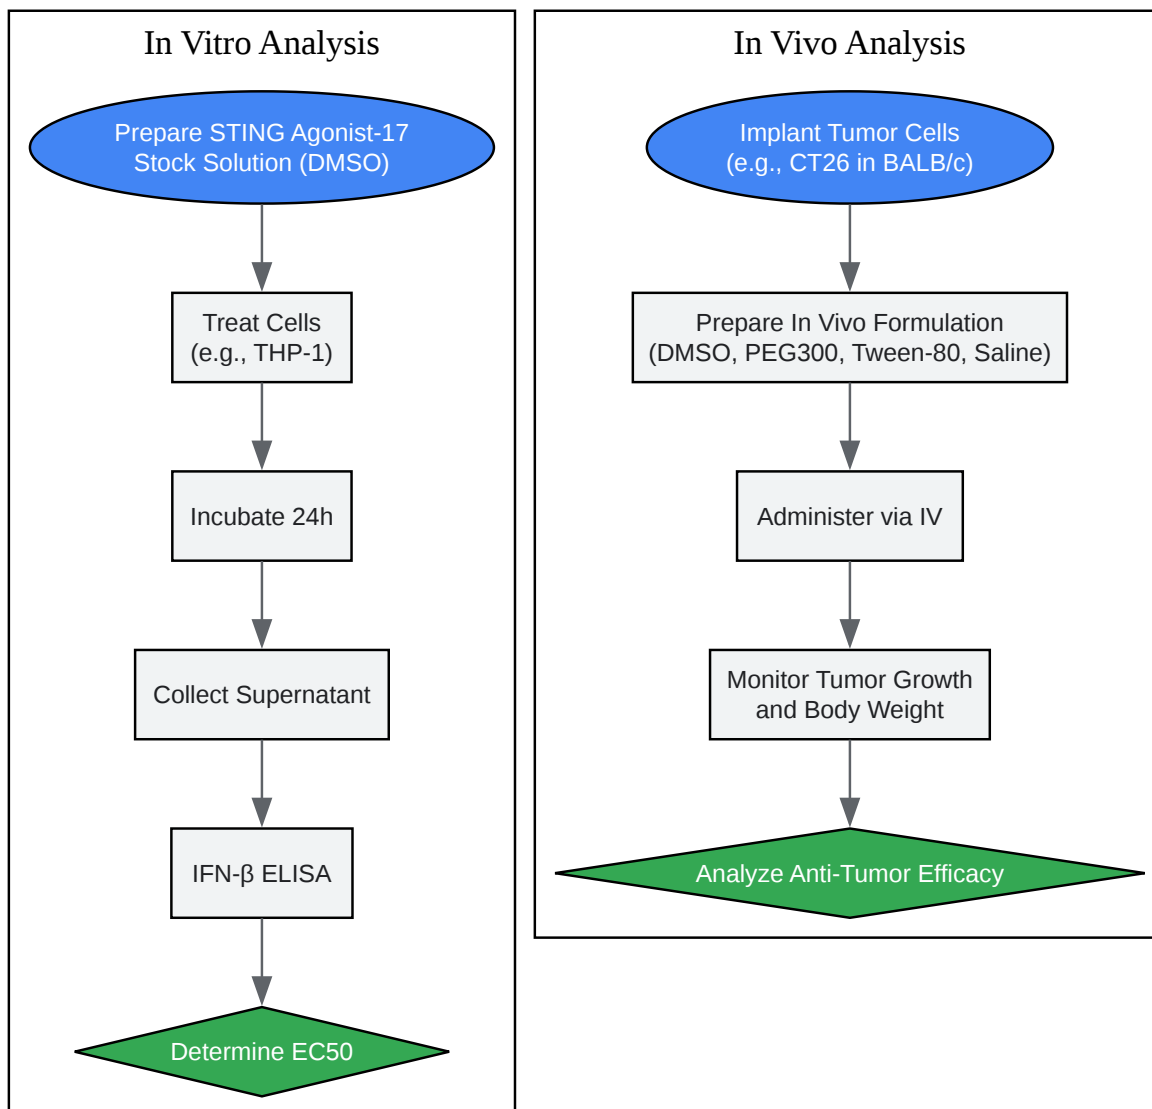 In Vitro Analysis
Prepare STING Agonist-17
Stock Solution (DMSO)
Treat Cells
(e.g., THP-1)
Incubate 24h
Collect Supernatant
IFN-β ELISA
Determine EC50
In Vivo Analysis
Implant Tumor Cells
(e.g., CT26 in BALB/c)
Prepare In Vivo Formulation
(DMSO, PEG300, Tween-80, Saline)
Administer via IV
Monitor Tumor Growth
and Body Weight
Analyze Anti-Tumor Efficacy